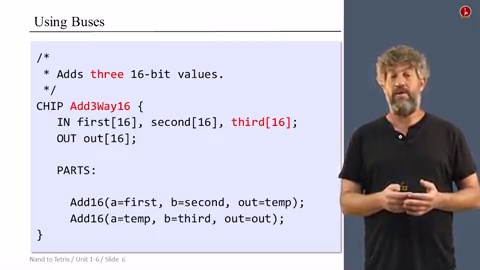 Using Buses
/*
* Adds three 16-bit values.
*/
CHIP Add3Way16 {
IN first[16], second[16], third[16];
OUT out[16];
PARTS:
Add16(a=first, b=second, out=temp);
Add16(a=temp, b=third, out=out);
}
Nand to Tetris / Unit 1-6 / Slide 6